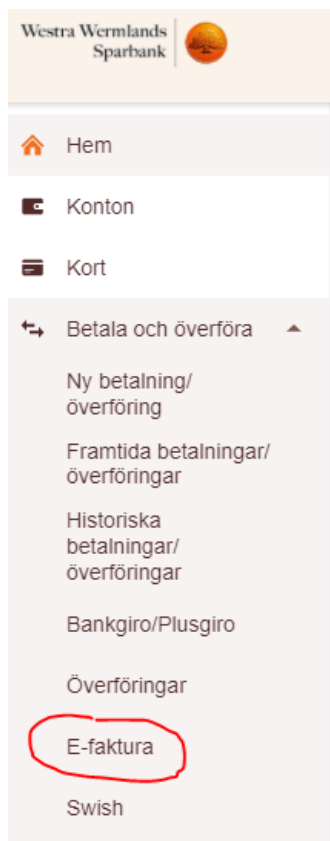 Westra Wermlands
Sparbank
Hem
Konton
Kort
Betala och överföra
Ny betalning/
överföring
Framtida betalningar/
överföringar
Historiska
betalningar/
överföringar
Bankgiro/Plusgiro
Överföringar
E-faktura
Swish